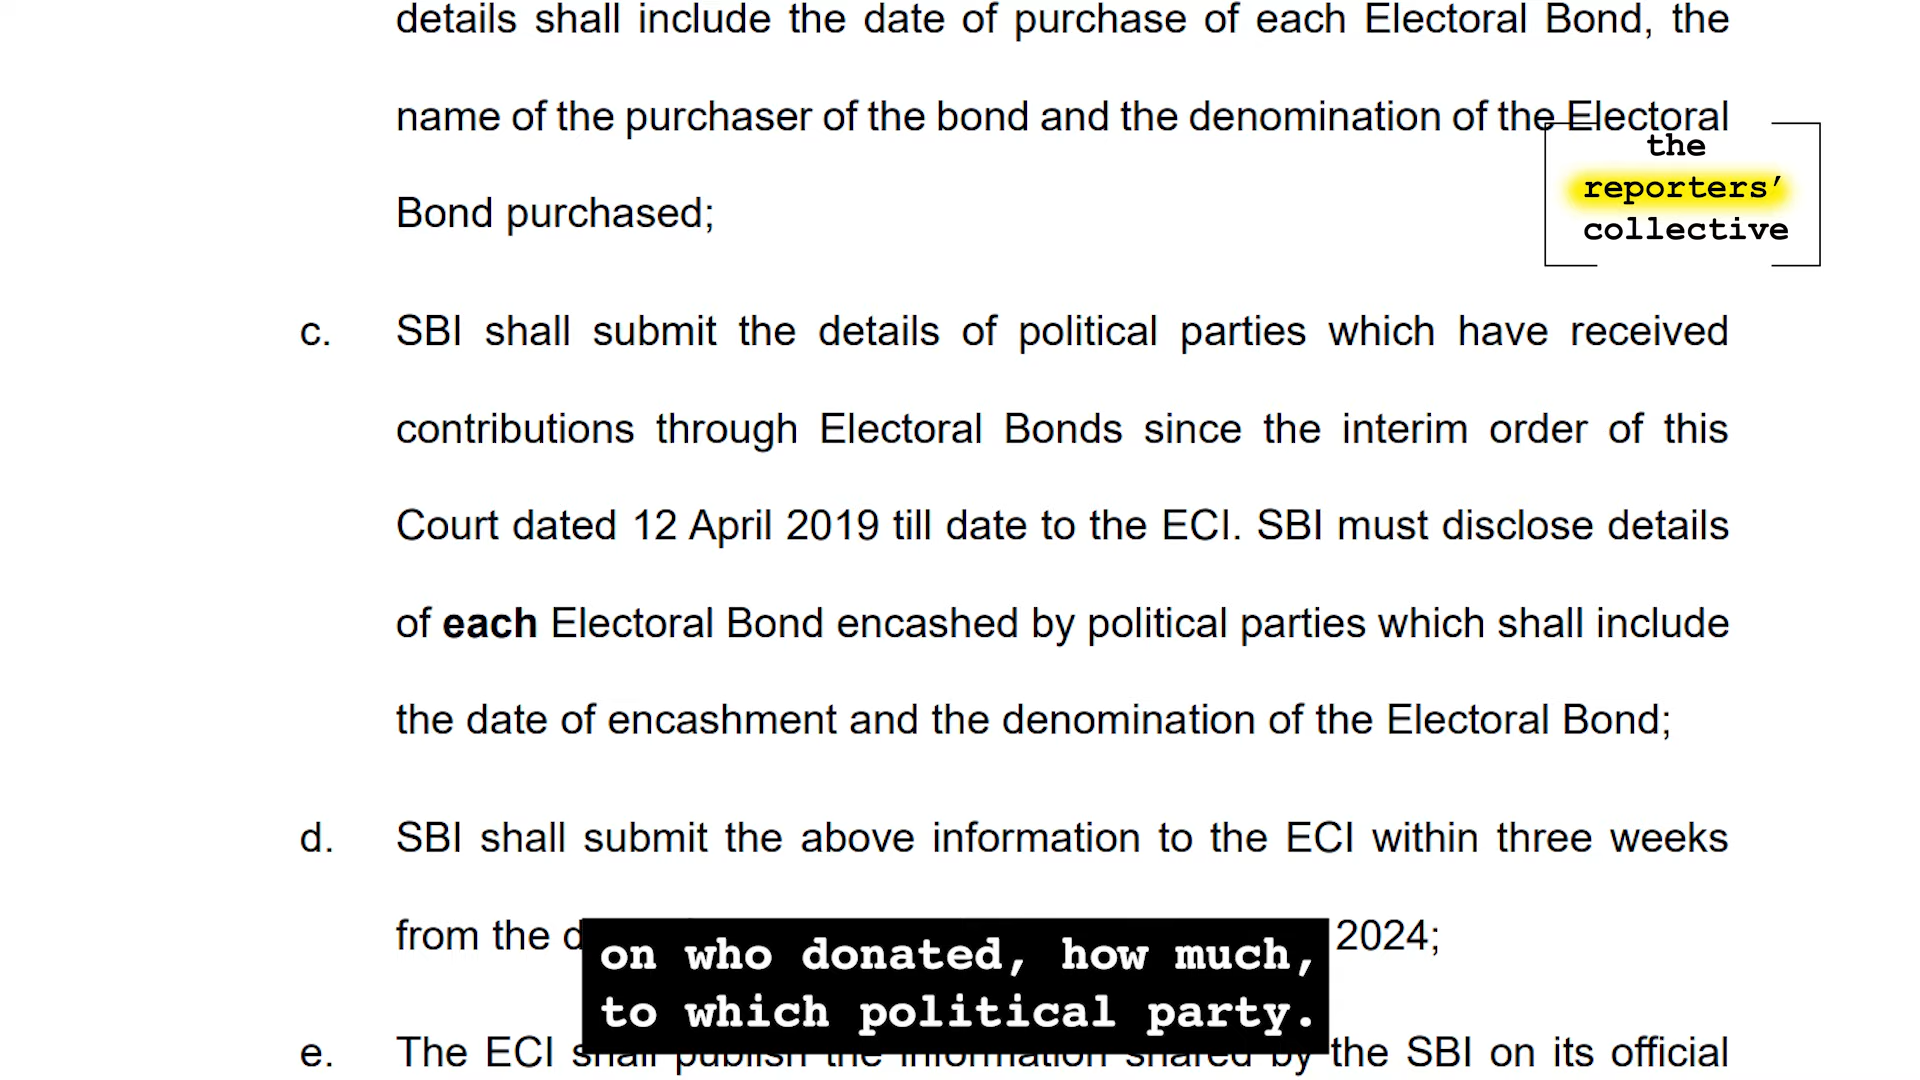 details shall include the date of purchase of each Electoral Bond, the
name of the purchaser of the bond and the denomination of the Electoral
Bond purchased;
the
reporters’
collective
c. SBI shall submit the details of political parties which have received
contributions through Electoral Bonds since the interim order of this
Court dated 12 April 2019 till date to the ECI. SBI must disclose details
of each Electoral Bond encashed by political parties which shall include
the date of encashment and the denomination of the Electoral Bond;
d. SBI shall submit the above information to the ECI within three weeks
from the 2024;
on who donated, how much,
to which political party.
e. The ECI shall publish the information shared by the SBI on its official